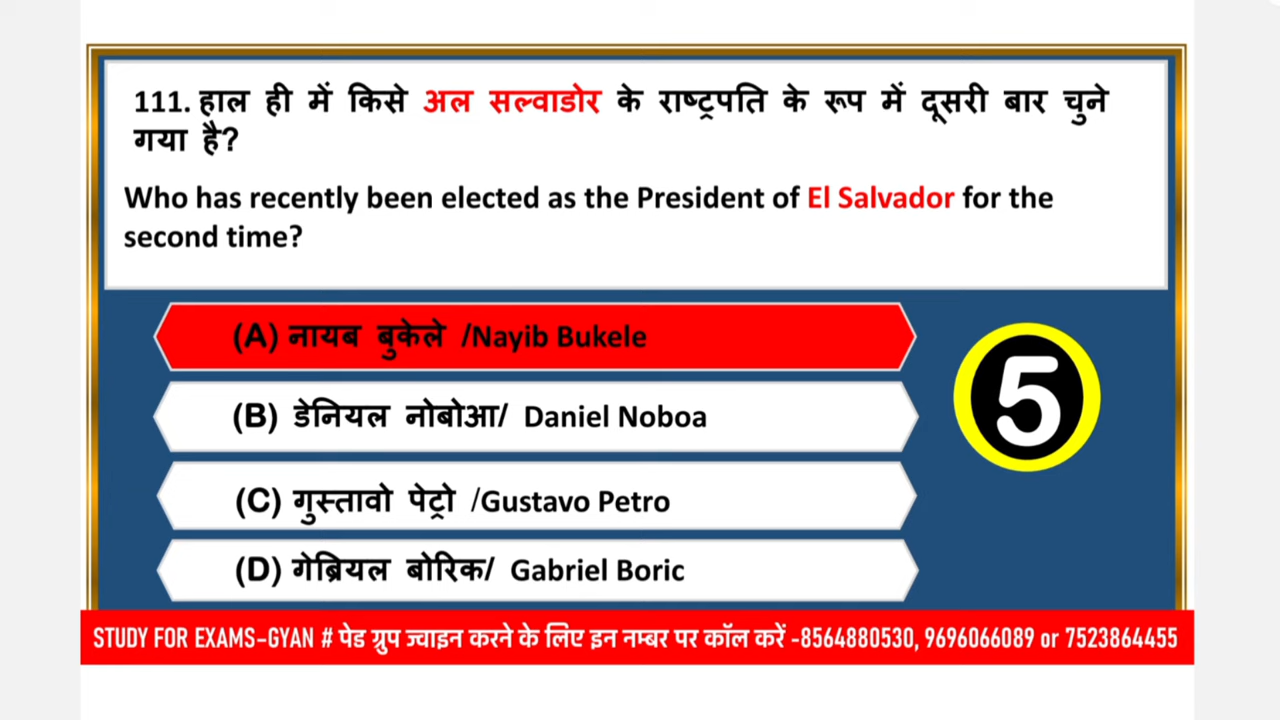 111. हाल ही में किसे अल सल्वाडोर के राष्ट्रपति के रूप में दूसरी बार चुने
गया है?
Who has recently been elected as the President of El Salvador for the
second time?
(A) नायब बुकेले /Nayib Bukele
(B) डेनियल नोबोआ/ Daniel Noboa
5
(C) गुस्तावो पेट्रो /Gustavo Petro
(D) गेब्रियल बोरिक/ Gabriel Boric
STUDY FOR EXAMS-GYAN # पेड ग्रुप ज्वाइन करने के लिए इन नम्बर पर कॉल करें -8564880530, 9696066089 or 7523864455